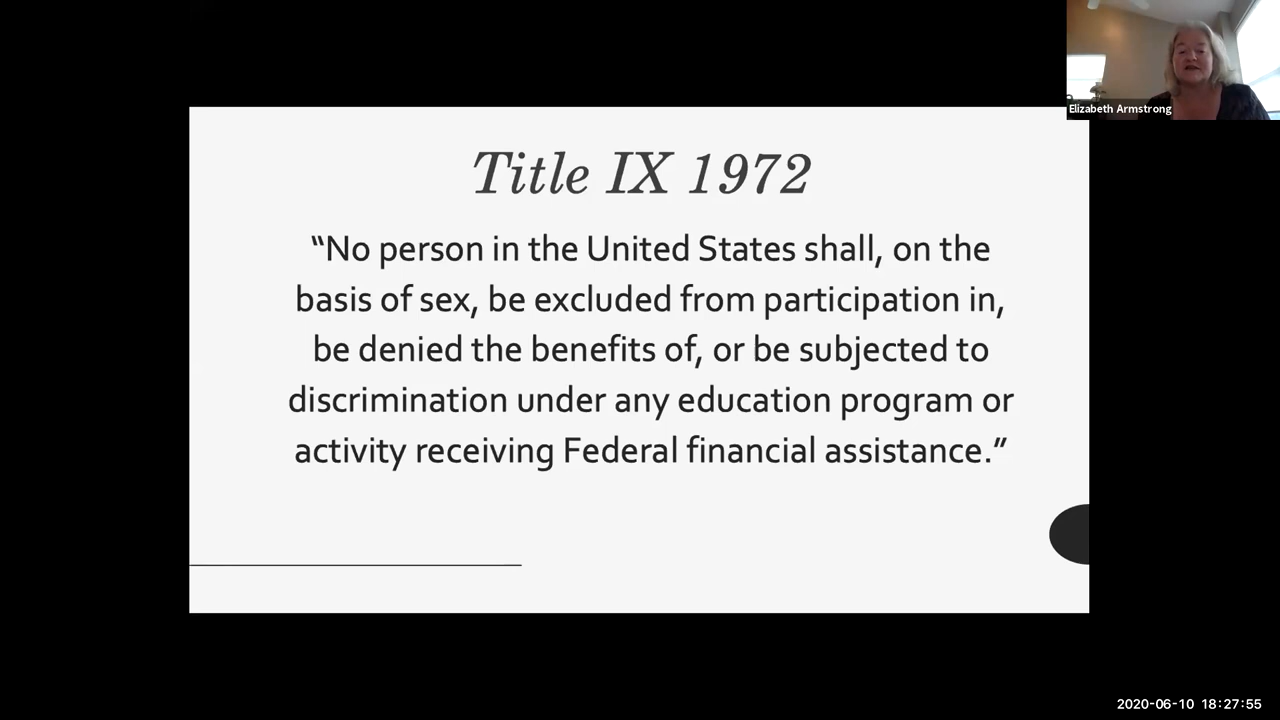 Elizabeth Armstrong
Title IX 1972
“No person in the United States shall, on the
basis of sex, be excluded from participation in,
be denied the benefits of, or be subjected to
discrimination under any education program or
activity receiving Federal financial assistance.”
2020-06-10 18:27:55